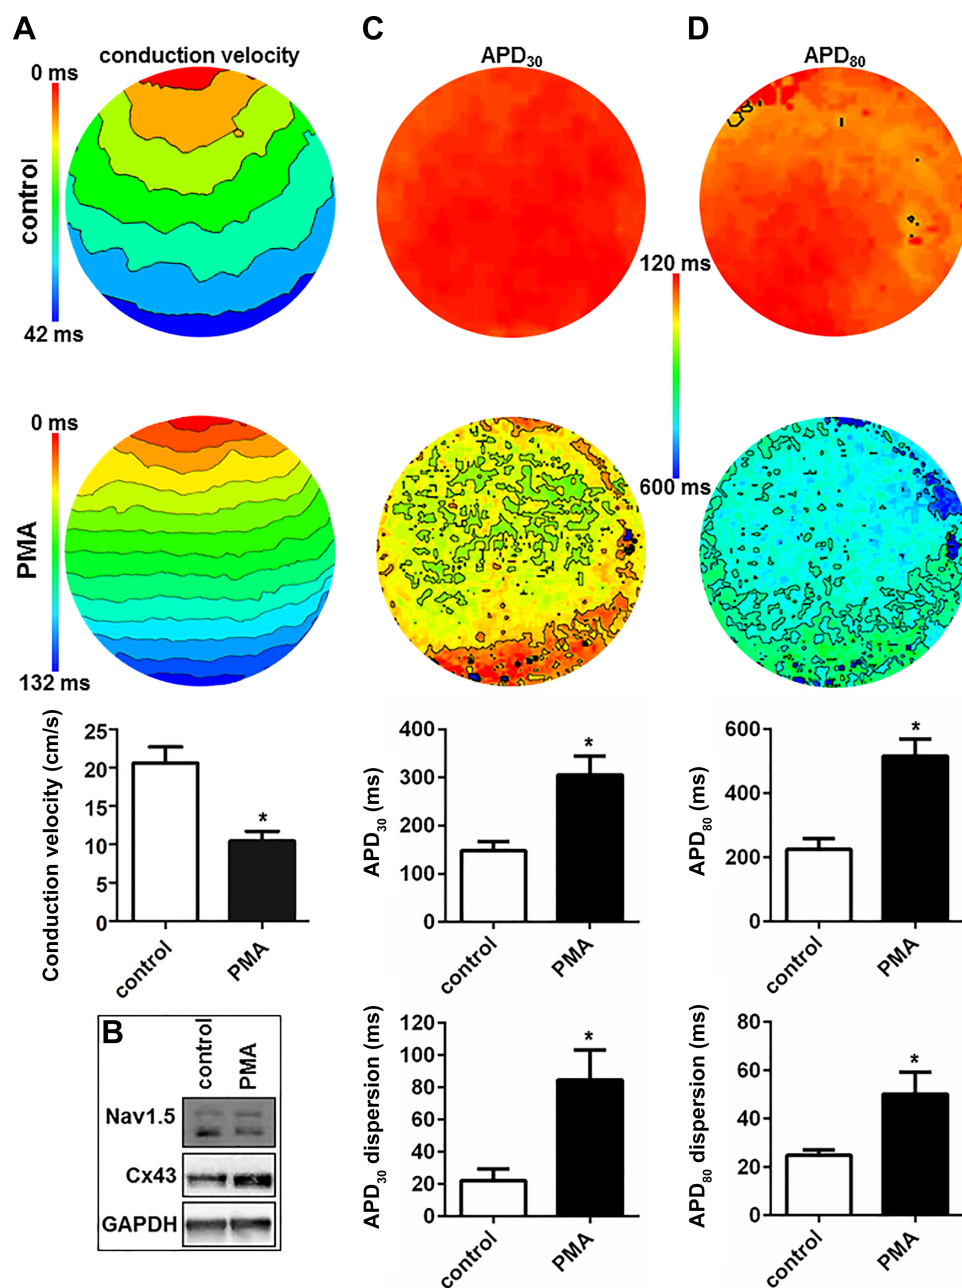 A
conduction velocity
0 ms
control
42 ms
0 ms
PMA
132 ms
Conduction velocity (cm/s)
25
20
15
10
5
0
*
control
PMA
B
control
PMA
Nav1.5
Cx43
GAPDH
C
APD30
D
APD80
120 ms
600 ms
APD30 (ms)
400
300
200
100
0
*
control
PMA
APD80 (ms)
600
400
200
0
*
control
PMA
APD30 dispersion (ms)
120
100
80
60
40
20
0
*
control
PMA
APD80 dispersion (ms)
80
60
40
20
0
*
control
PMA